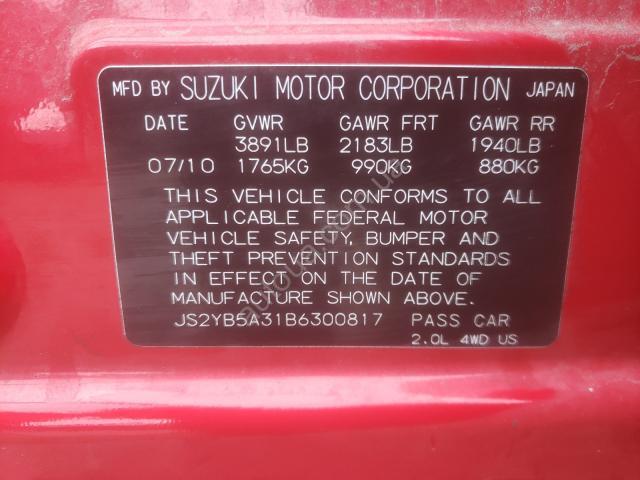 MFD BY SUZUKI MOTOR CORPORATION JAPAN
DATE GVWR GAWR FRT GAWR RR
3891LB 2183LB 1940LB
07/10 1765KG 990KG 880KG
THIS VEHICLE CONFORMS TO ALL
APPLICABLE FEDERAL MOTOR
VEHICLE SAFETY, BUMPER AND
THEFT PREVENTION STANDARDS
IN EFFECT ON THE DATE OF
MANUFACTURE SHOWN ABOVE.
JS2YB5A31B6300817 PASS CAR
2.0L 4WD US